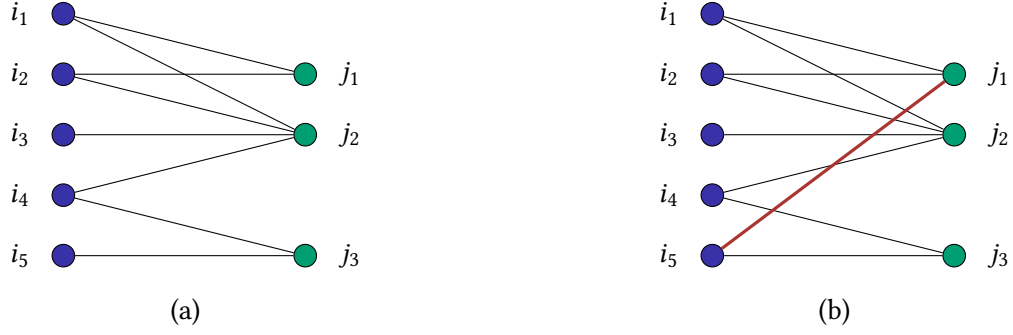 i₁ i₁
i₂ j₁ i₂ j₁
i₃ j₂ i₃ j₂
i₄ i₄
i₅ j₃ i₅ j₃
(a) (b)